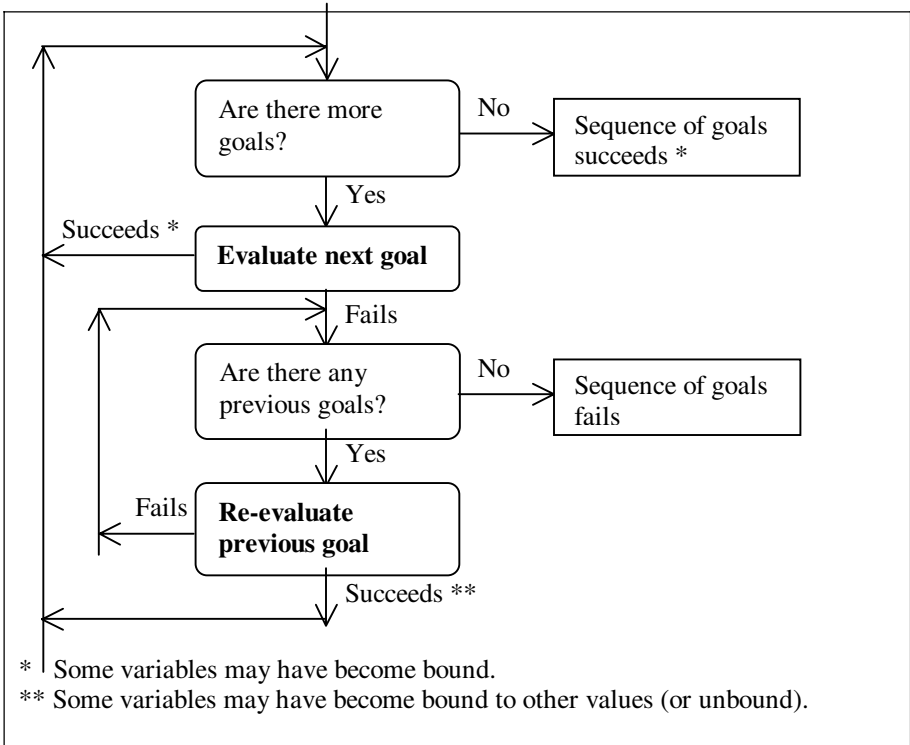 Are there more
goals?
No
Sequence of goals
succeeds *
Yes
Succeeds *
Evaluate next goal
Fails
Are there any
previous goals?
No
Sequence of goals
fails
Yes
Fails
Re-evaluate
previous goal
Succeeds **
* Some variables may have become bound.
** Some variables may have become bound to other values (or unbound).